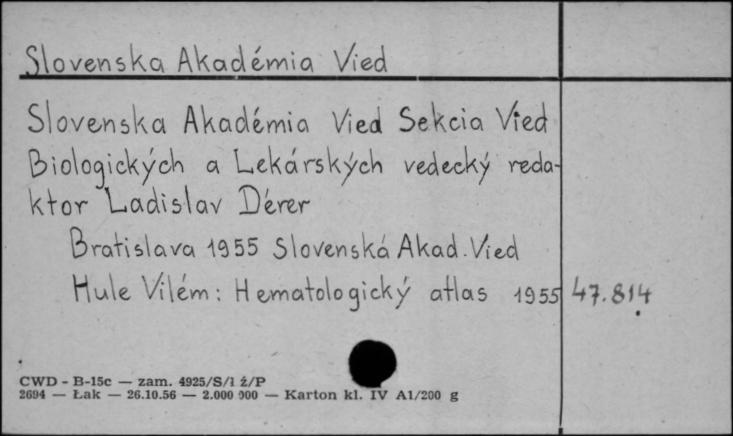 Slovenska Akadémia Vied
Slovenska Akadémia Vied Sekcia Vied
Biologických a Lekárskych vedecký reda-
ktor Ladislav Dérer
Bratislava 1955 Slovenská Akad. Vied
Hule Vilém: Hematologický atlas 1955 47.814
CWD - B-15c — zam. 4925/S/1 ż/P
2694 — Łak — 26.10.56 — 2.000 000 — Karton kl. IV A1/200 g